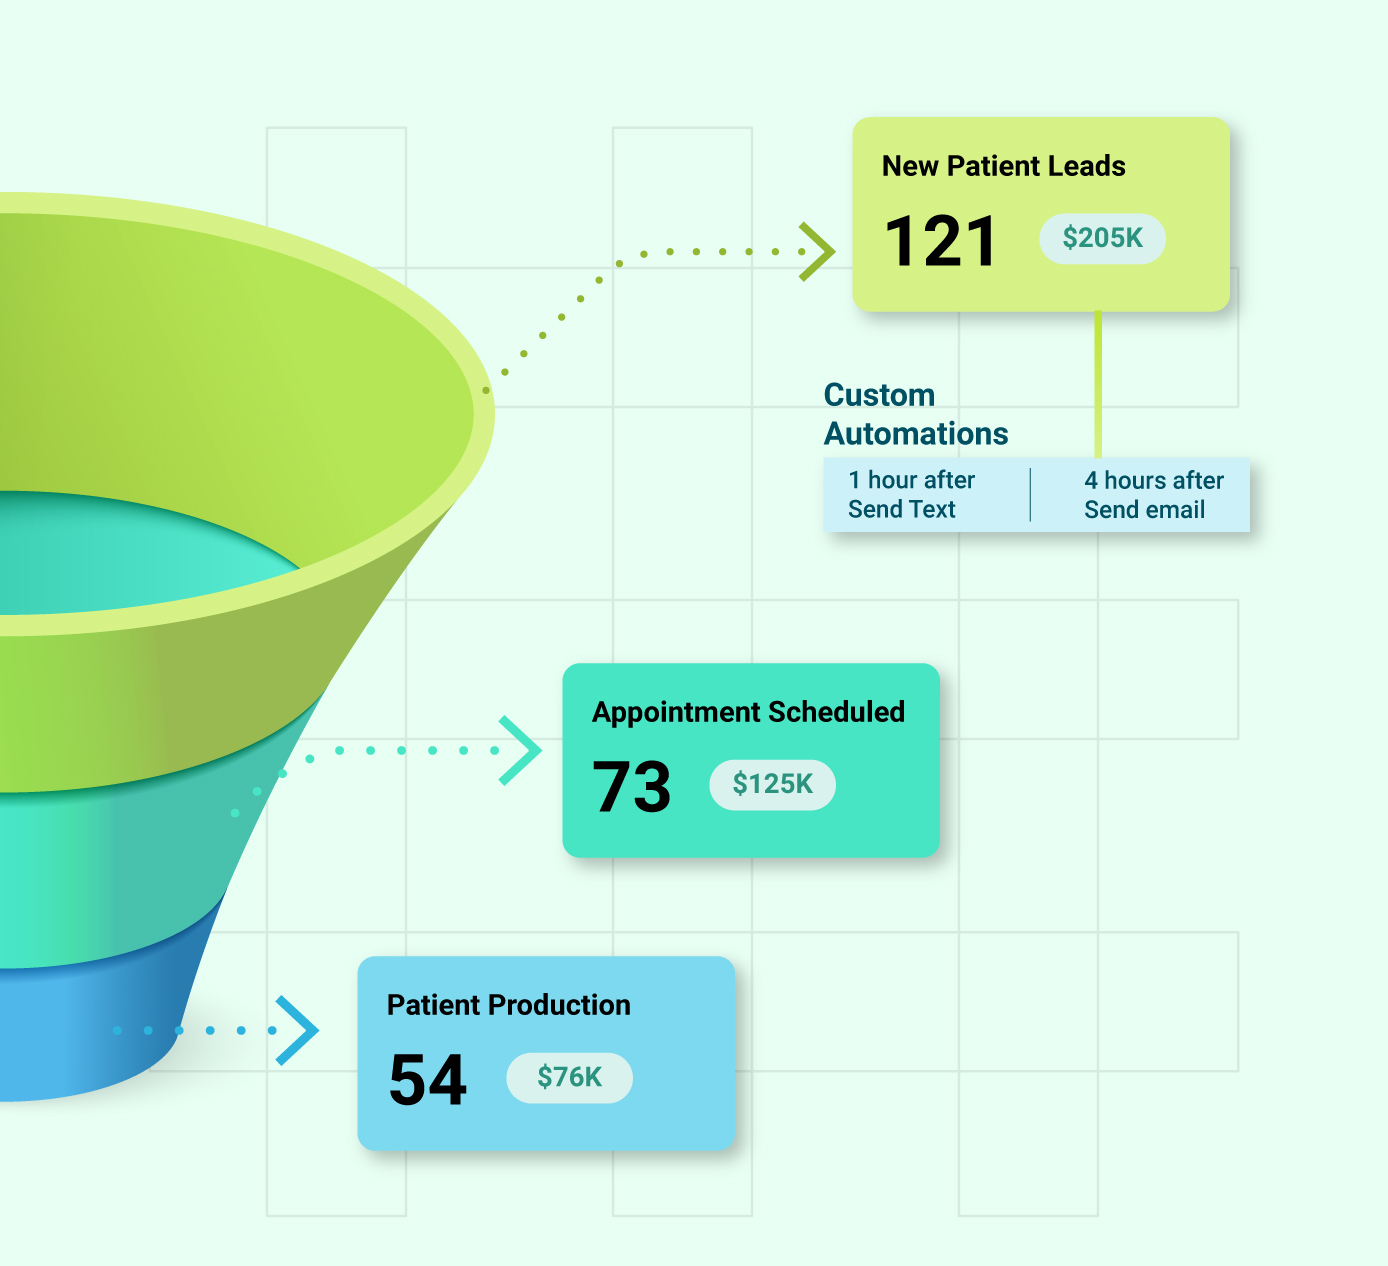 New Patient Leads
121 $205K
Custom
Automations
1 hour after
Send Text
4 hours after
Send email
Appointment Scheduled
73 $125K
Patient Production
54 $76K